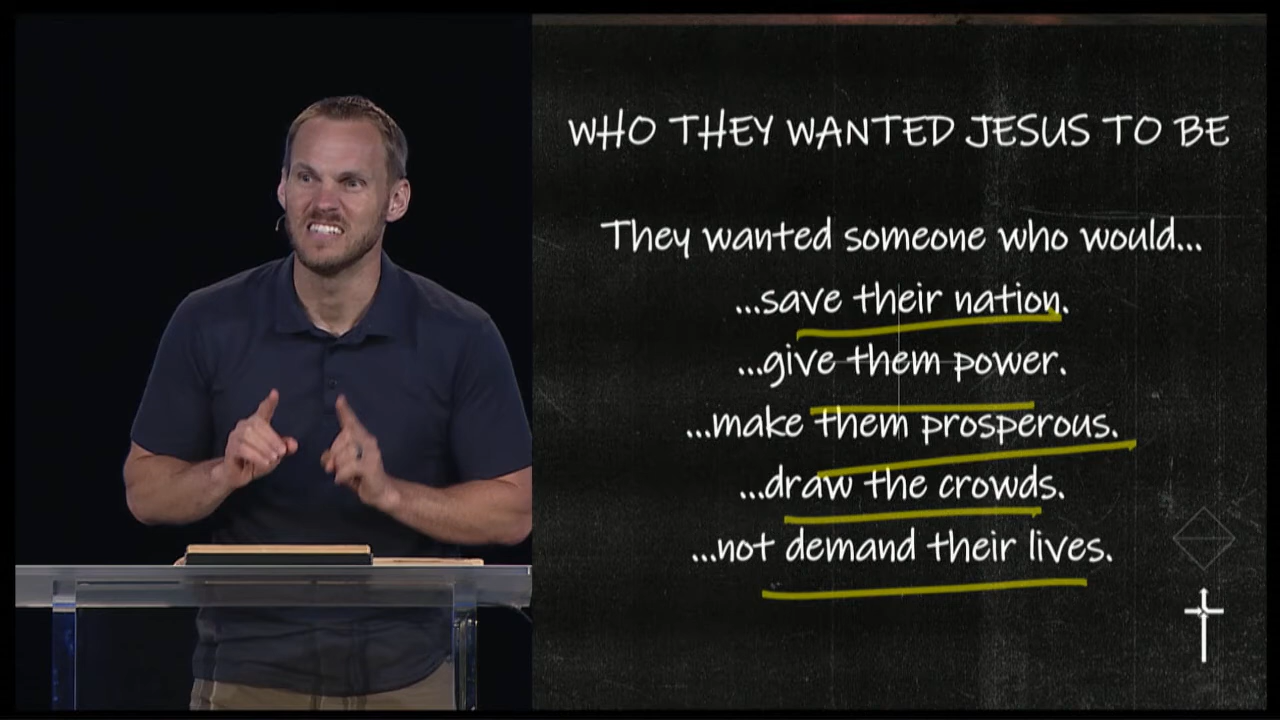 WHO THEY WANTED JESUS TO BE
They wanted someone who would...
...save their nation.
...give them power.
...make them prosperous.
...draw the crowds.
...not demand their lives.